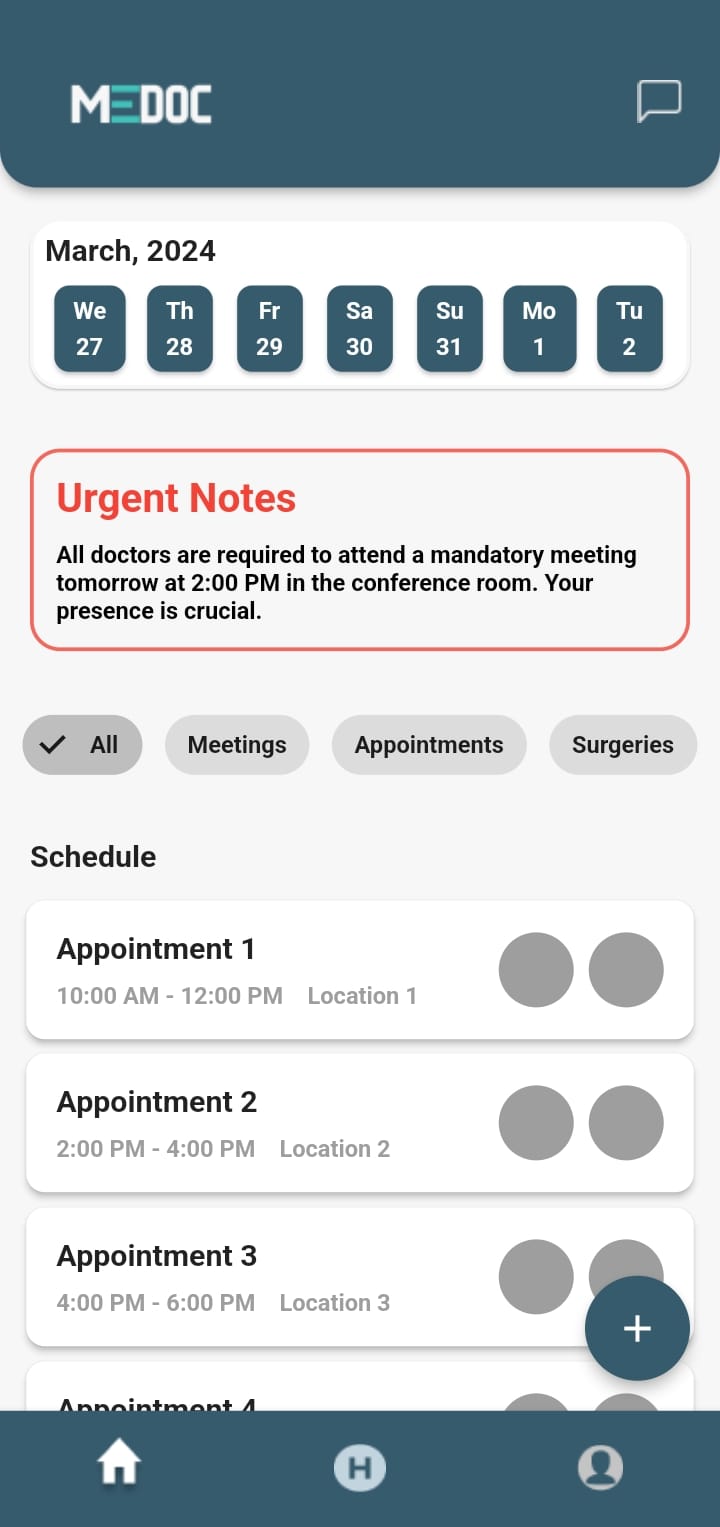 MEDOC
March, 2024
We Th Fr Sa Su Mo Tu
27 28 29 30 31 1 2
Urgent Notes
All doctors are required to attend a mandatory meeting
tomorrow at 2:00 PM in the conference room. Your
presence is crucial.
All Meetings Appointments Surgeries
Schedule
Appointment 1
10:00 AM - 12:00 PM Location 1
Appointment 2
2:00 PM - 4:00 PM Location 2
Appointment 3
4:00 PM - 6:00 PM Location 3
+
Appointment 4
H